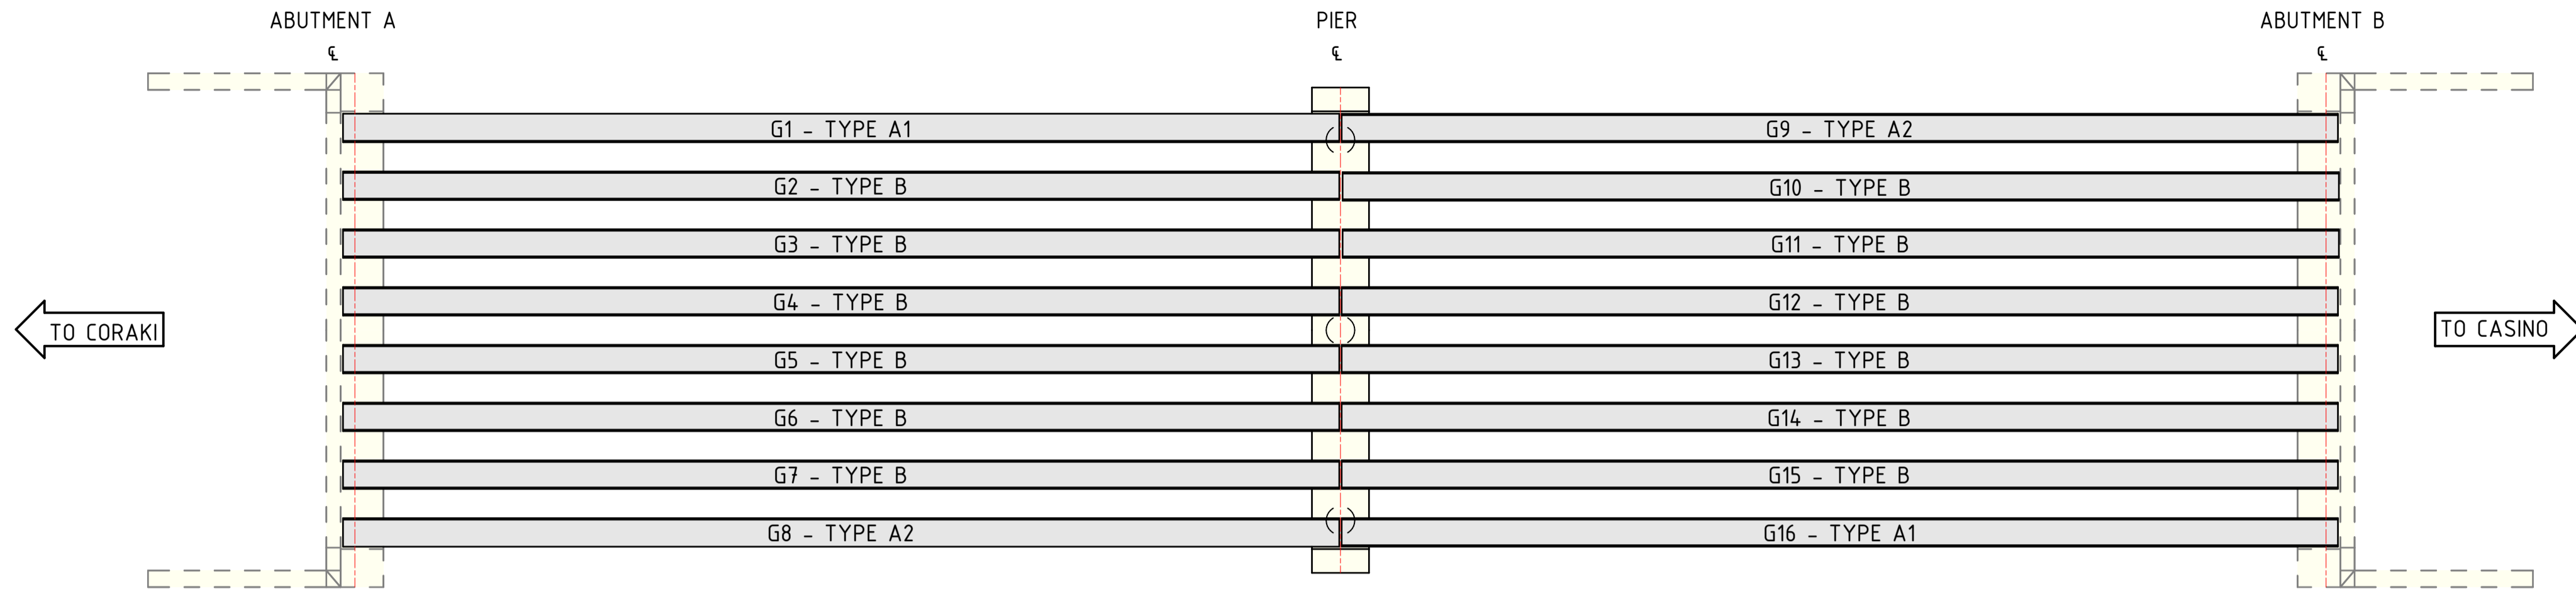 ABUTMENT A
PIER
ABUTMENT B
℄
℄
℄
G1 - TYPE A1
G9 - TYPE A2
G2 - TYPE B
G10 - TYPE B
G3 - TYPE B
G11 - TYPE B
G4 - TYPE B
G12 - TYPE B
TO CORAKI
TO CASINO
G5 - TYPE B
G13 - TYPE B
G6 - TYPE B
G14 - TYPE B
G7 - TYPE B
G15 - TYPE B
G8 - TYPE A2
G16 - TYPE A1